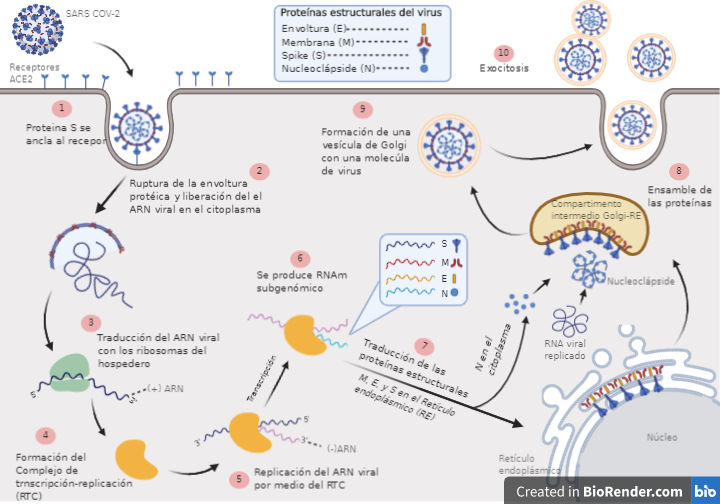 SARS COV-2
Receptores
ACE2
Proteínas estructurales del virus
Envoltura (E)
Membrana (M)
Spike (S)
Nucleoclápside (N)
10
Exocitosis
1
Proteina S se
ancla al recepor
2
Ruptura de la envoltura
protéica y liberación del el
ARN viral en el citoplasma
9
Formación de una
vesícula de Golgi
con una molecúla
de virus
8
Ensamble de
las proteínas
Compartimento
intermedio Golgi-RE
Nucleoclápside
RNA viral
replicado
6
Se produce RNAm
subgenómico
S
M
E
N
3
Traducción del ARN viral
con los ribosomas del
hospedero
5'
3'
(+) ARN
7
Traducción de las
proteínas estructurales
M, E, y S en el Retículo
endoplásmico (RE)
N en el
citoplasma
Transcripción
4
Formación del
Complejo de
trnscripción-replicación
(RTC)
5'
5'
3'
(-)ARN
5
Replicación del ARN viral
por medio del RTC
Retículo
endoplásmico
Núcleo
Created in BioRender.com bio